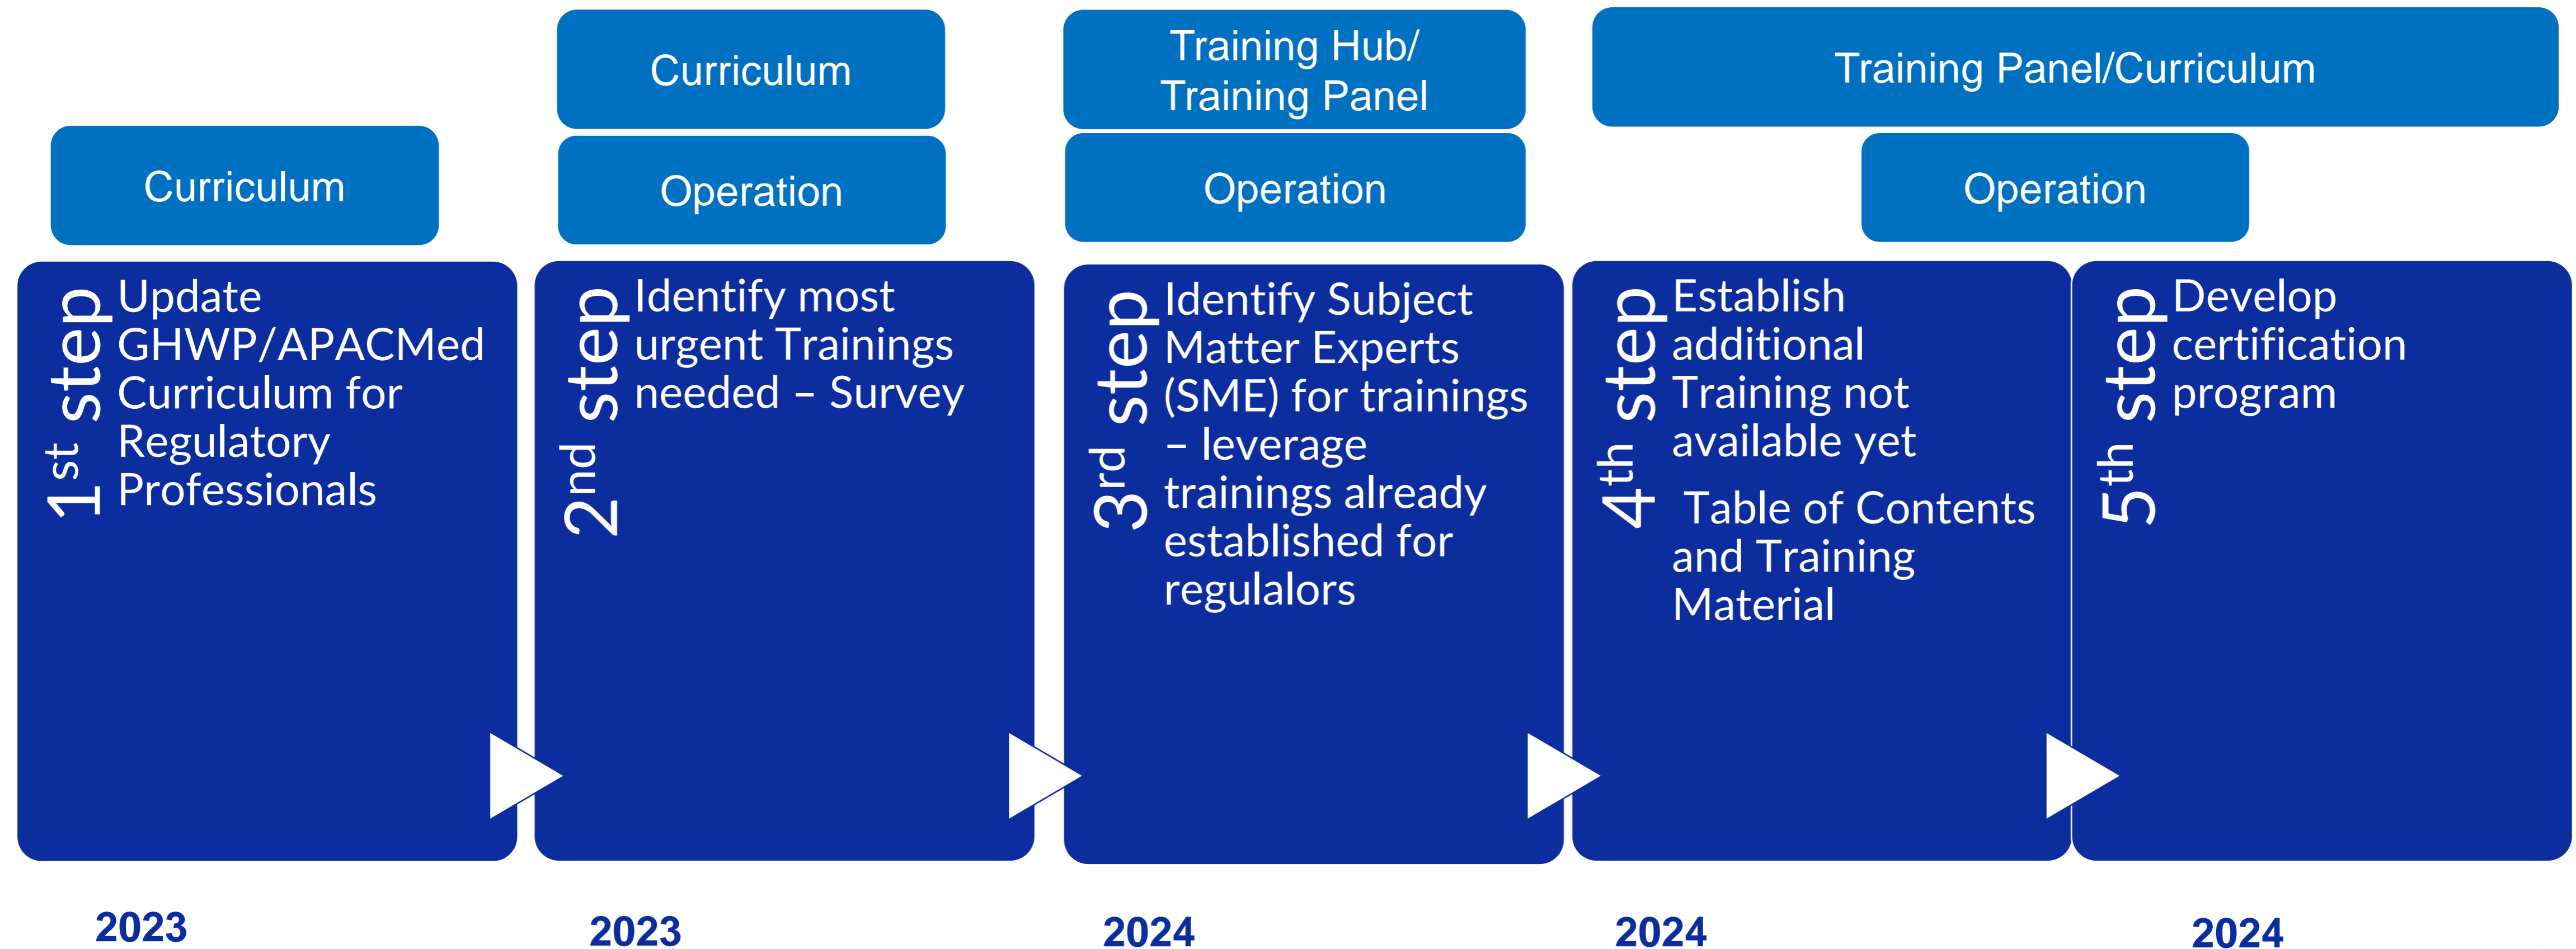 Curriculum
Curriculum
Operation
Training Hub/
Training Panel
Operation
Training Panel/Curriculum
Operation
1st step
Update
GHWP/APACMed
Curriculum for
Regulatory
Professionals
2nd step
Identify most
urgent Trainings
needed – Survey
3rd step
Identify Subject
Matter Experts
(SME) for trainings
– leverage
trainings already
established for
regulalors
4th step
Establish
additional
Training not
available yet
Table of Contents
and Training
Material
5th step
Develop
certification
program
2023
2023
2024
2024
2024